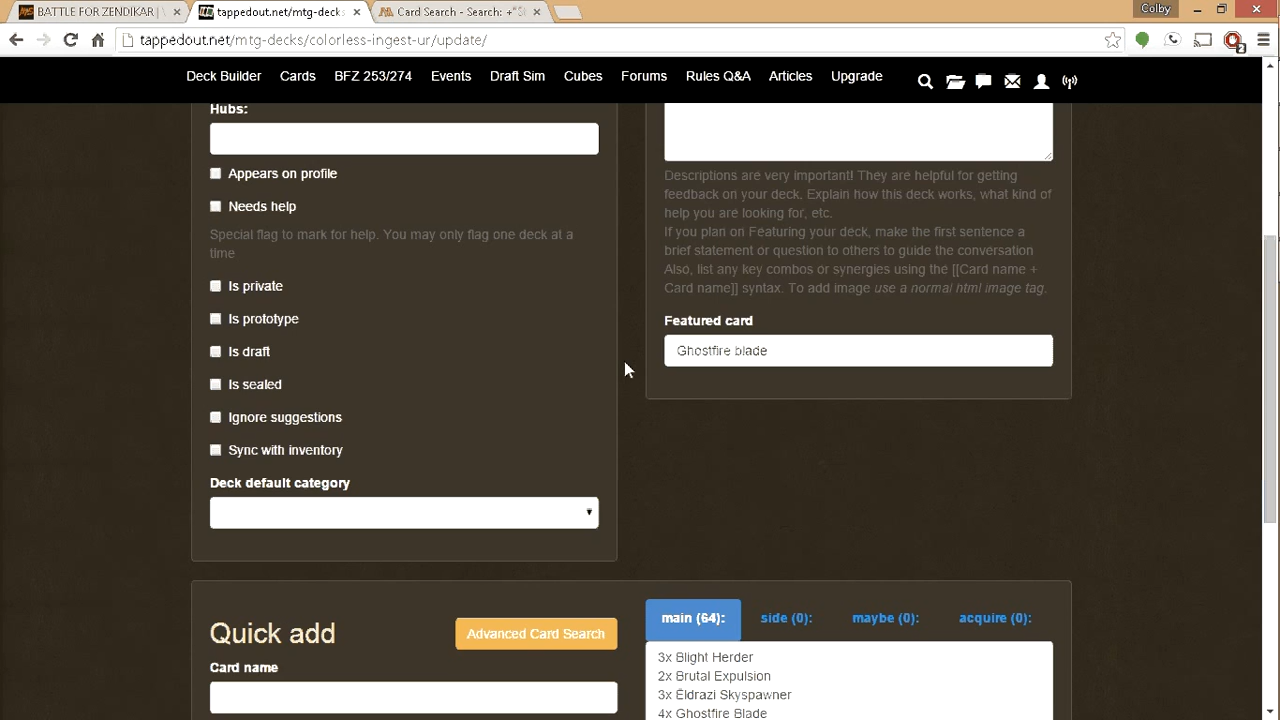 BATTLE FOR ZENDIKAR |
tappedout.net/mtg-decks
Card Search - Search: +"S
Colby
tappedout.net/mtg-decks/colorless-ingest-ur/update/
2
Deck Builder
Cards
BFZ 253/274
Events
Draft Sim
Cubes
Forums
Rules Q&A
Articles
Upgrade
Hubs:
Appears on profile
Needs help
Special flag to mark for help. You may only flag one deck at a
time
Is private
Is prototype
Is draft
Is sealed
Ignore suggestions
Sync with inventory
Deck default category
Descriptions are very important! They are helpful for getting
feedback on your deck. Explain how this deck works, what kind of
help you are looking for, etc.
If you plan on Featuring your deck, make the first sentence a
brief statement or question to others to guide the conversation
Also, list any key combos or synergies using the [[Card name +
Card name]] syntax. To add image use a normal html image tag.
Featured card
Ghostfire blade
Quick add
Advanced Card Search
Card name
main (64):
side (0):
maybe (0):
acquire (0):
3x Blight Herder
2x Brutal Expulsion
3x Eldrazi Skyspawner
4x Ghostfire Blade